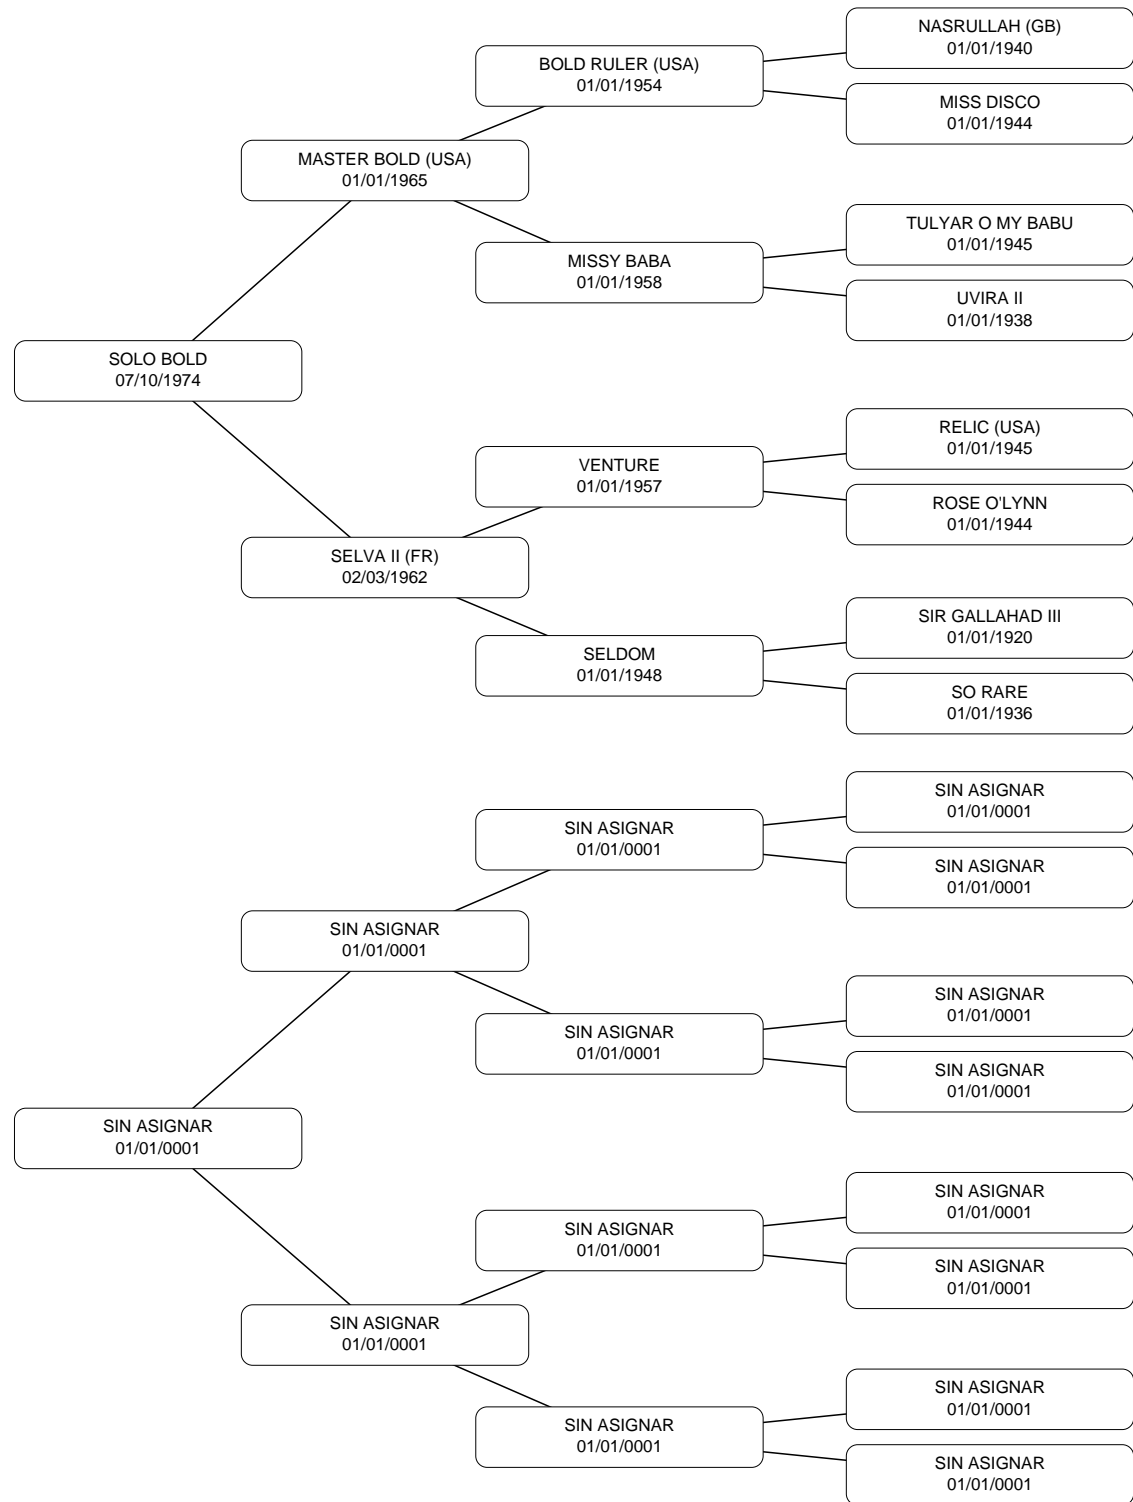 NASRULLAH (GB)
01/01/1940
BOLD RULER (USA)
01/01/1954
MISS DISCO
01/01/1944
MASTER BOLD (USA)
01/01/1965
TULYAR O MY BABU
01/01/1945
MISSY BABA
01/01/1958
UVIRA II
01/01/1938
SOLO BOLD
07/10/1974
RELIC (USA)
01/01/1945
VENTURE
01/01/1957
ROSE O'LYNN
01/01/1944
SELVA II (FR)
02/03/1962
SIR GALLAHAD III
01/01/1920
SELDOM
01/01/1948
SO RARE
01/01/1936
SIN ASIGNAR
01/01/0001
SIN ASIGNAR
01/01/0001
SIN ASIGNAR
01/01/0001
SIN ASIGNAR
01/01/0001
SIN ASIGNAR
01/01/0001
SIN ASIGNAR
01/01/0001
SIN ASIGNAR
01/01/0001
SIN ASIGNAR
01/01/0001
SIN ASIGNAR
01/01/0001
SIN ASIGNAR
01/01/0001
SIN ASIGNAR
01/01/0001
SIN ASIGNAR
01/01/0001
SIN ASIGNAR
01/01/0001
SIN ASIGNAR
01/01/0001
SIN ASIGNAR
01/01/0001